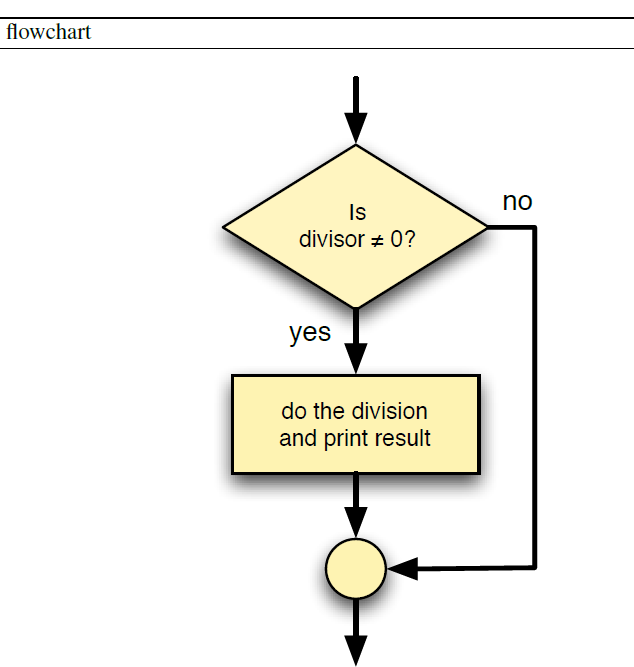 flowchart
no
Is
divisor ≠ 0?
yes
do the division
and print result